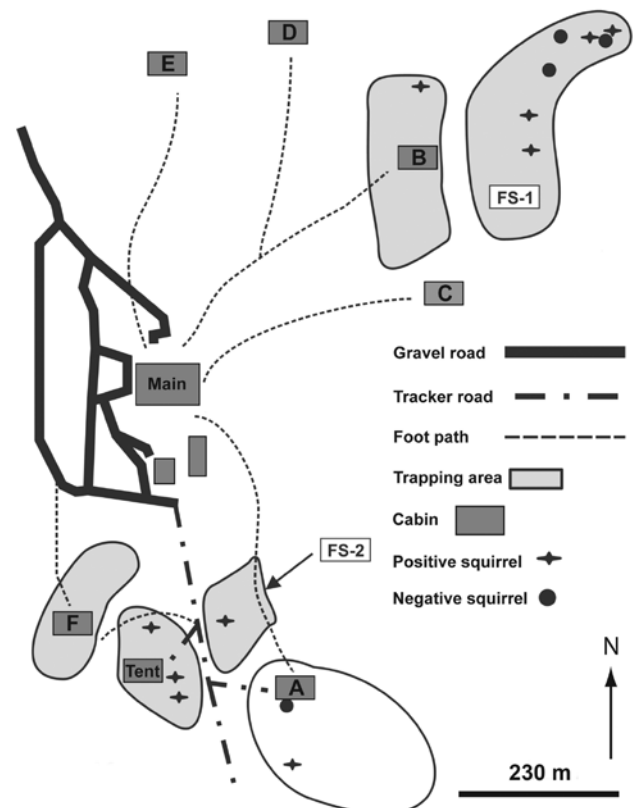 D
E
B
FS-1
C
Gravel road
Main
Tracker road
Foot path
Trapping area
Cabin
FS-2
Positive squirrel
Negative squirrel
F
N
Tent
A
230 m